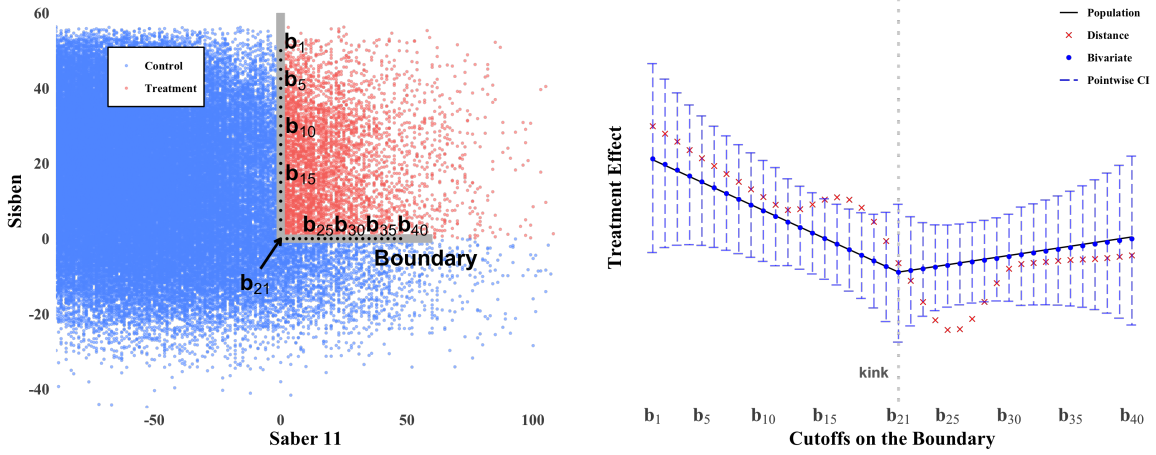 60
40
20
0
-20
-40
Sisben
Control
Treatment
b1
b5
b10
b15
b25 b30 b35 b40
Boundary
b21
-50 0 50 100
Saber 11
Population
Distance
Bivariate
Pointwise CI
Treatment Effect
kink
b1 b5 b10 b15 b21 b25 b30 b35 b40
Cutoffs on the Boundary